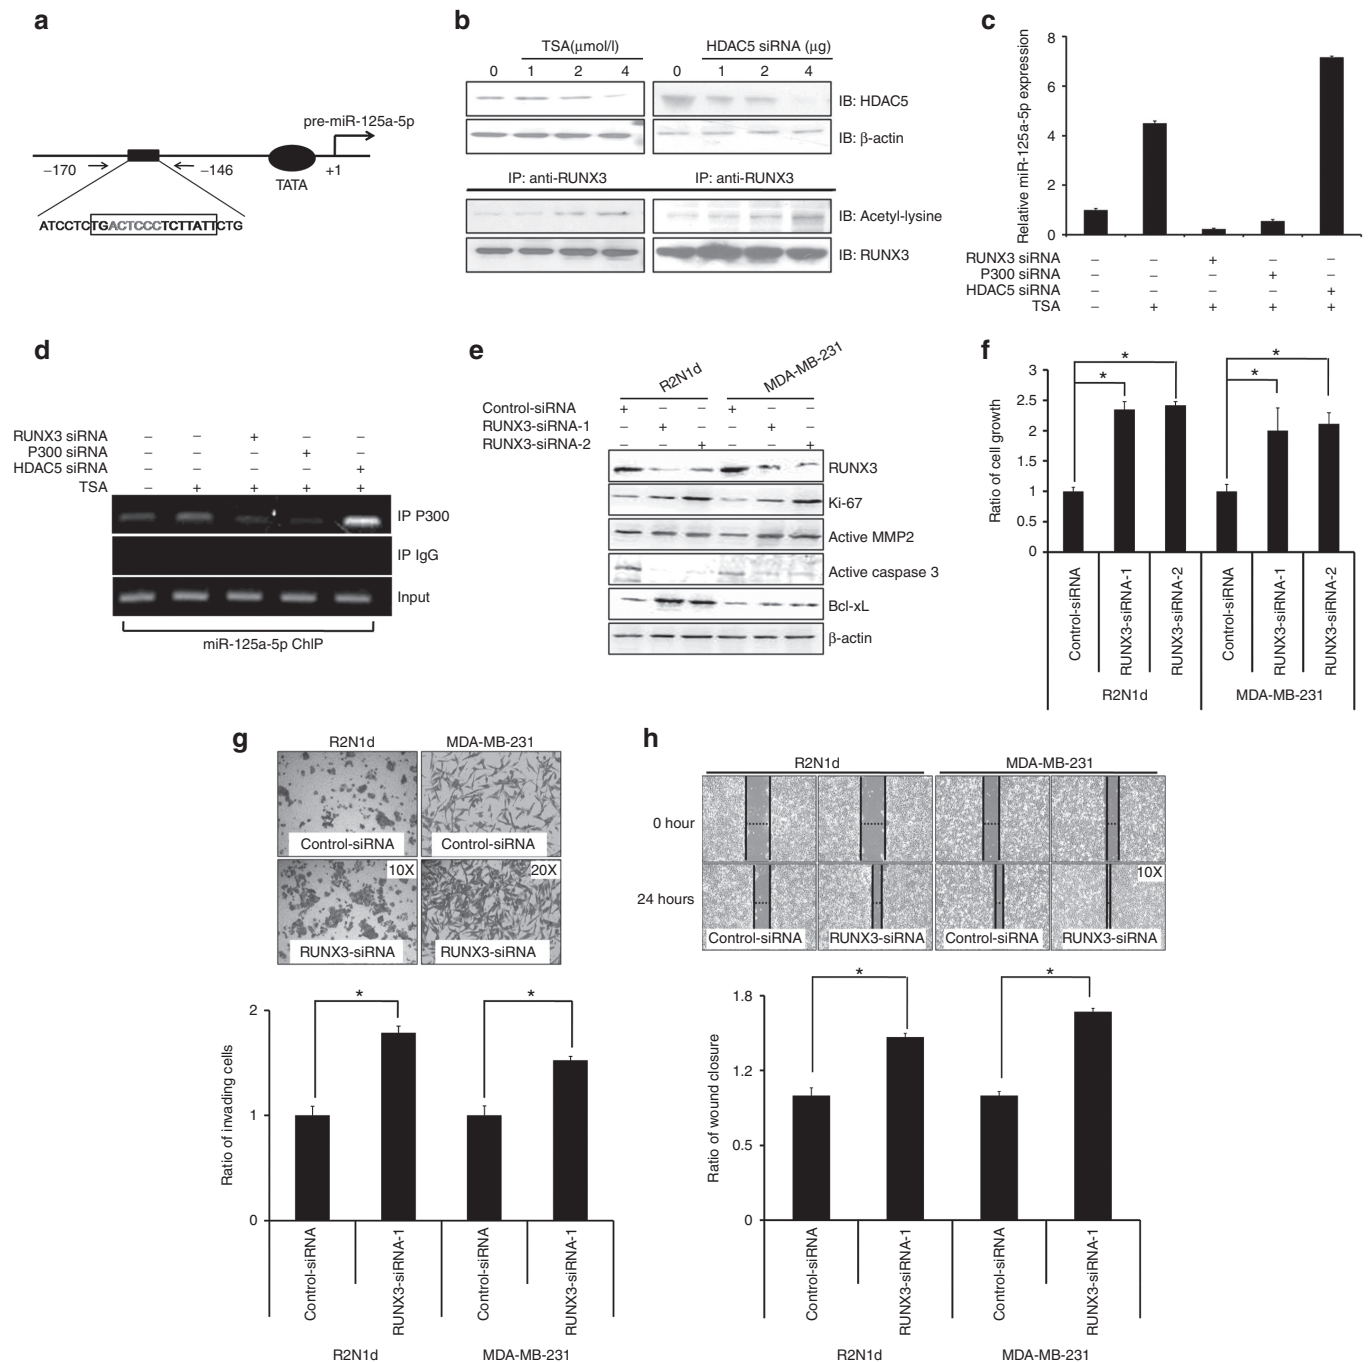 a
pre-miR-125a-5p
−170
−146
+1
TATA
ATCCTCTGACTCCCTCTTATTCTG
b
TSA(μmol/l)
HDAC5 siRNA (μg)
0 1 2 4 0 1 2 4
IB: HDAC5
IB: β-actin
IP: anti-RUNX3
IP: anti-RUNX3
IB: Acetyl-lysine
IB: RUNX3
c
Relative miR-125a-5p expression
8
6
4
2
0
RUNX3 siRNA − − + − −
P300 siRNA − − − + −
HDAC5 siRNA − − − − +
TSA − + + + +
d
RUNX3 siRNA − − + − −
P300 siRNA − − − + −
HDAC5 siRNA − − − − +
TSA − + + + +
IP P300
IP IgG
Input
miR-125a-5p ChIP
e
R2N1d
MDA-MB-231
Control-siRNA + − − + − −
RUNX3-siRNA-1 − + − − + −
RUNX3-siRNA-2 − − + − − +
RUNX3
Ki-67
Active MMP2
Active caspase 3
Bcl-xL
β-actin
f
Ratio of cell growth
3
2.5
2
1.5
1
0.5
0
*
*
*
*
Control-siRNA
RUNX3-siRNA-1
RUNX3-siRNA-2
Control-siRNA
RUNX3-siRNA-1
RUNX3-siRNA-2
R2N1d
MDA-MB-231
g
R2N1d
MDA-MB-231
Control-siRNA
Control-siRNA
10X
20X
RUNX3-siRNA
RUNX3-siRNA
Ratio of invading cells
2
1
0
*
*
Control-siRNA
RUNX3-siRNA-1
Control-siRNA
RUNX3-siRNA-1
R2N1d
MDA-MB-231
h
R2N1d
MDA-MB-231
0 hour
24 hours
10X
Control-siRNA
RUNX3-siRNA
Control-siRNA
RUNX3-siRNA
Ratio of wound closure
1.8
1.2
0.5
0
*
*
Control-siRNA
RUNX3-siRNA-1
Control-siRNA
RUNX3-siRNA-1
R2N1d
MDA-MB-231